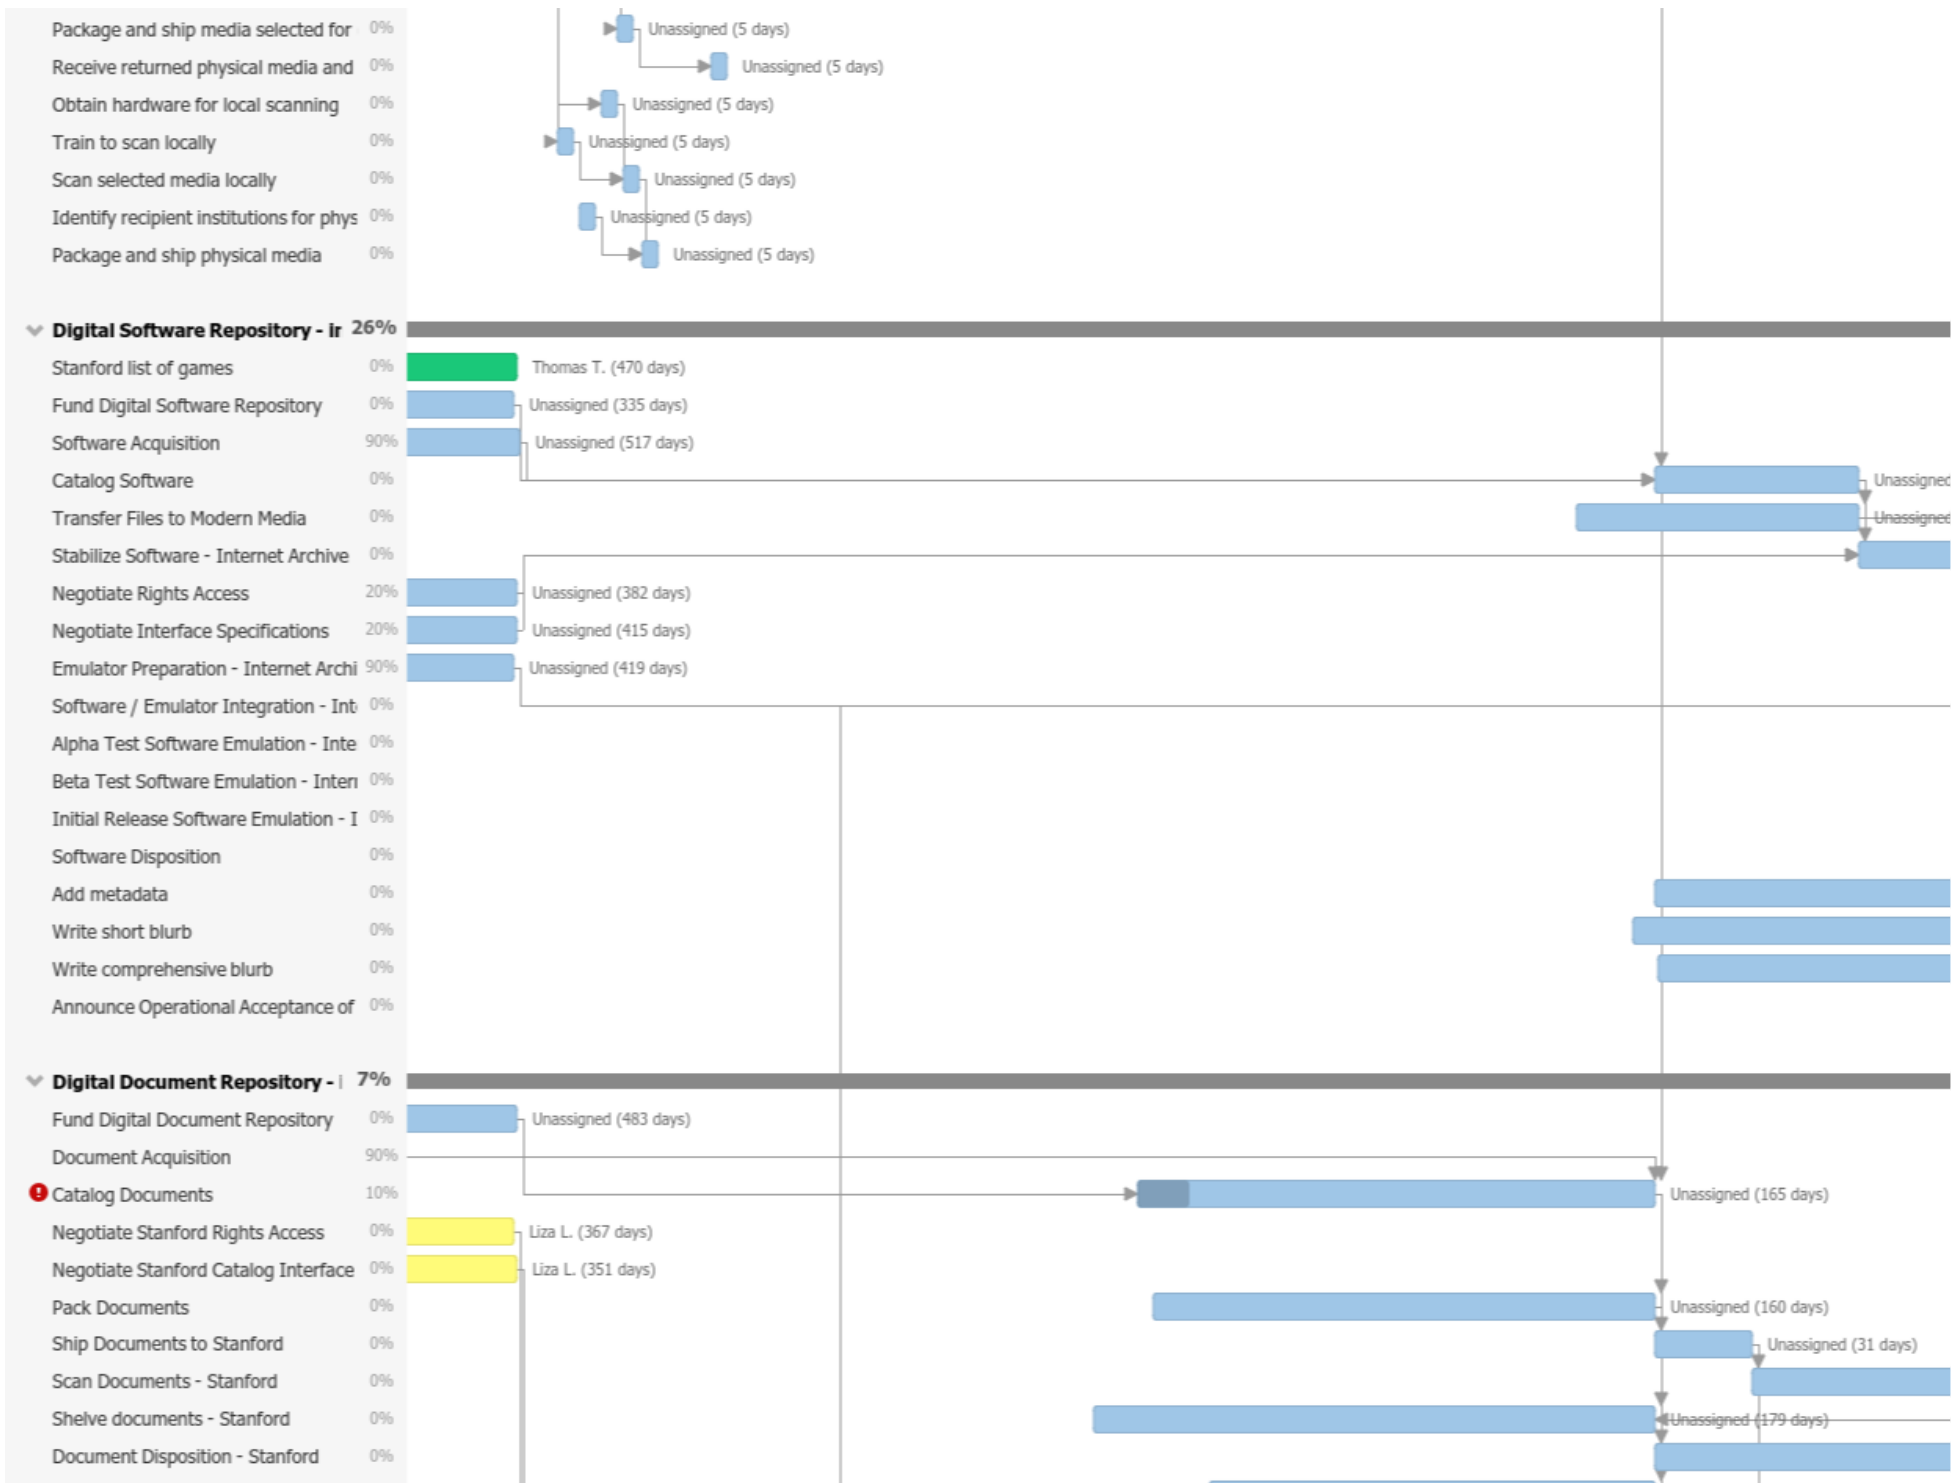 Package and ship media selected for 0% Unassigned (5 days)
Receive returned physical media and 0% Unassigned (5 days)
Obtain hardware for local scanning 0% Unassigned (5 days)
Train to scan locally 0% Unassigned (5 days)
Scan selected media locally 0% Unassigned (5 days)
Identify recipient institutions for phys 0% Unassigned (5 days)
Package and ship physical media 0% Unassigned (5 days)
Digital Software Repository - ir 26%
Stanford list of games 0% Thomas T. (470 days)
Fund Digital Software Repository 0% Unassigned (335 days)
Software Acquisition 90% Unassigned (517 days)
Catalog Software 0% Unassigned
Transfer Files to Modern Media 0% Unassigned
Stabilize Software - Internet Archive 0%
Negotiate Rights Access 20% Unassigned (382 days)
Negotiate Interface Specifications 20% Unassigned (415 days)
Emulator Preparation - Internet Archi 90% Unassigned (419 days)
Software / Emulator Integration - Int 0%
Alpha Test Software Emulation - Inte 0%
Beta Test Software Emulation - Intern 0%
Initial Release Software Emulation - I 0%
Software Disposition 0%
Add metadata 0%
Write short blurb 0%
Write comprehensive blurb 0%
Announce Operational Acceptance of 0%
Digital Document Repository - 7%
Fund Digital Document Repository 0% Unassigned (483 days)
Document Acquisition 90%
Catalog Documents 10% Unassigned (165 days)
Negotiate Stanford Rights Access 0% Liza L. (367 days)
Negotiate Stanford Catalog Interface 0% Liza L. (351 days)
Pack Documents 0% Unassigned (160 days)
Ship Documents to Stanford 0% Unassigned (31 days)
Scan Documents - Stanford 0%
Shelve documents - Stanford 0% Unassigned (179 days)
Document Disposition - Stanford 0%